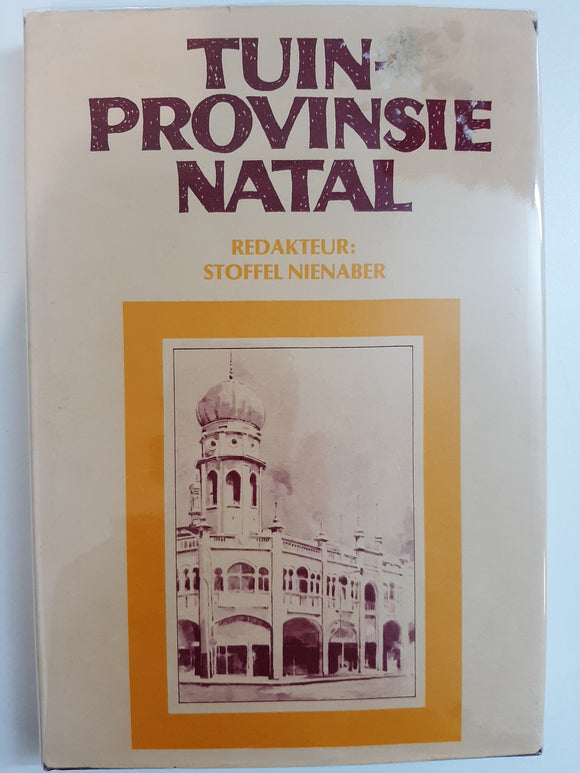 TUIN-
PROVINSIE
NATAL
REDAKTEUR:
STOFFEL NIENABER